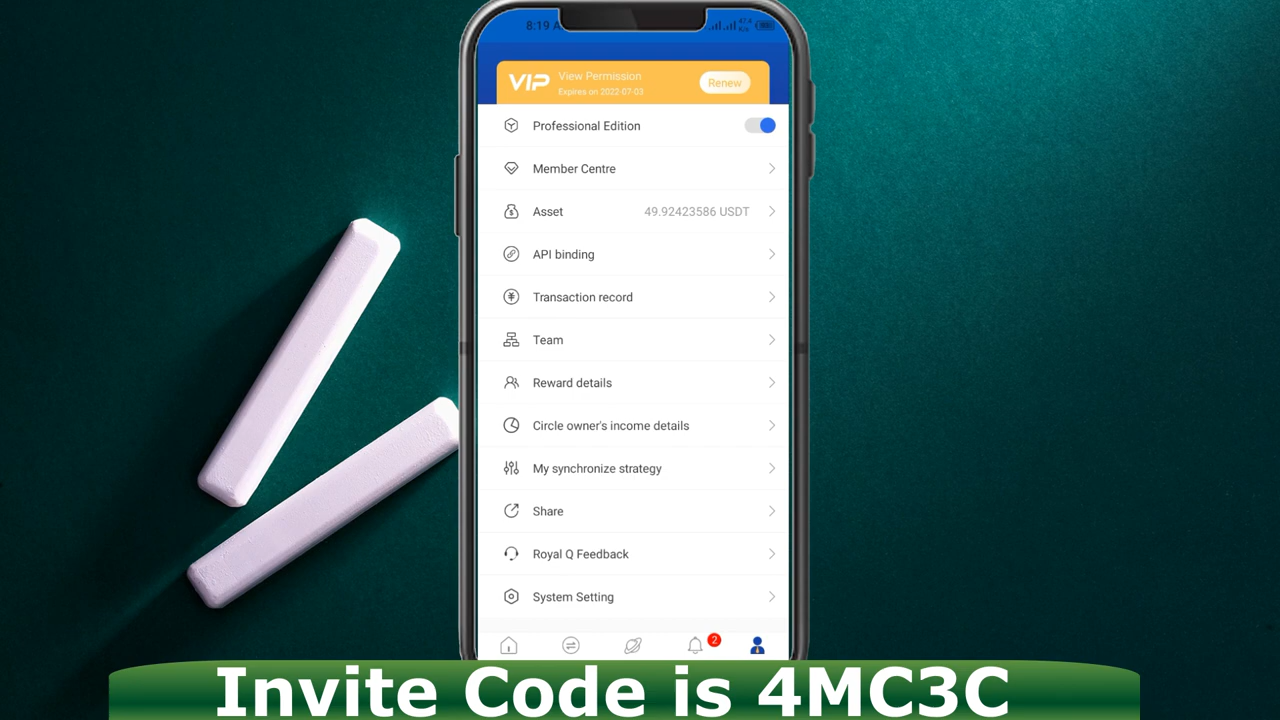 8:19 A
VIP
View Permission
Expires on 2022-07-03
Renew
Professional Edition
Member Centre
Asset 49.92423586 USDT
API binding
Transaction record
Team
Reward details
Circle owner's income details
My synchronize strategy
Share
Royal Q Feedback
System Setting
2
Invite Code is 4MC3C